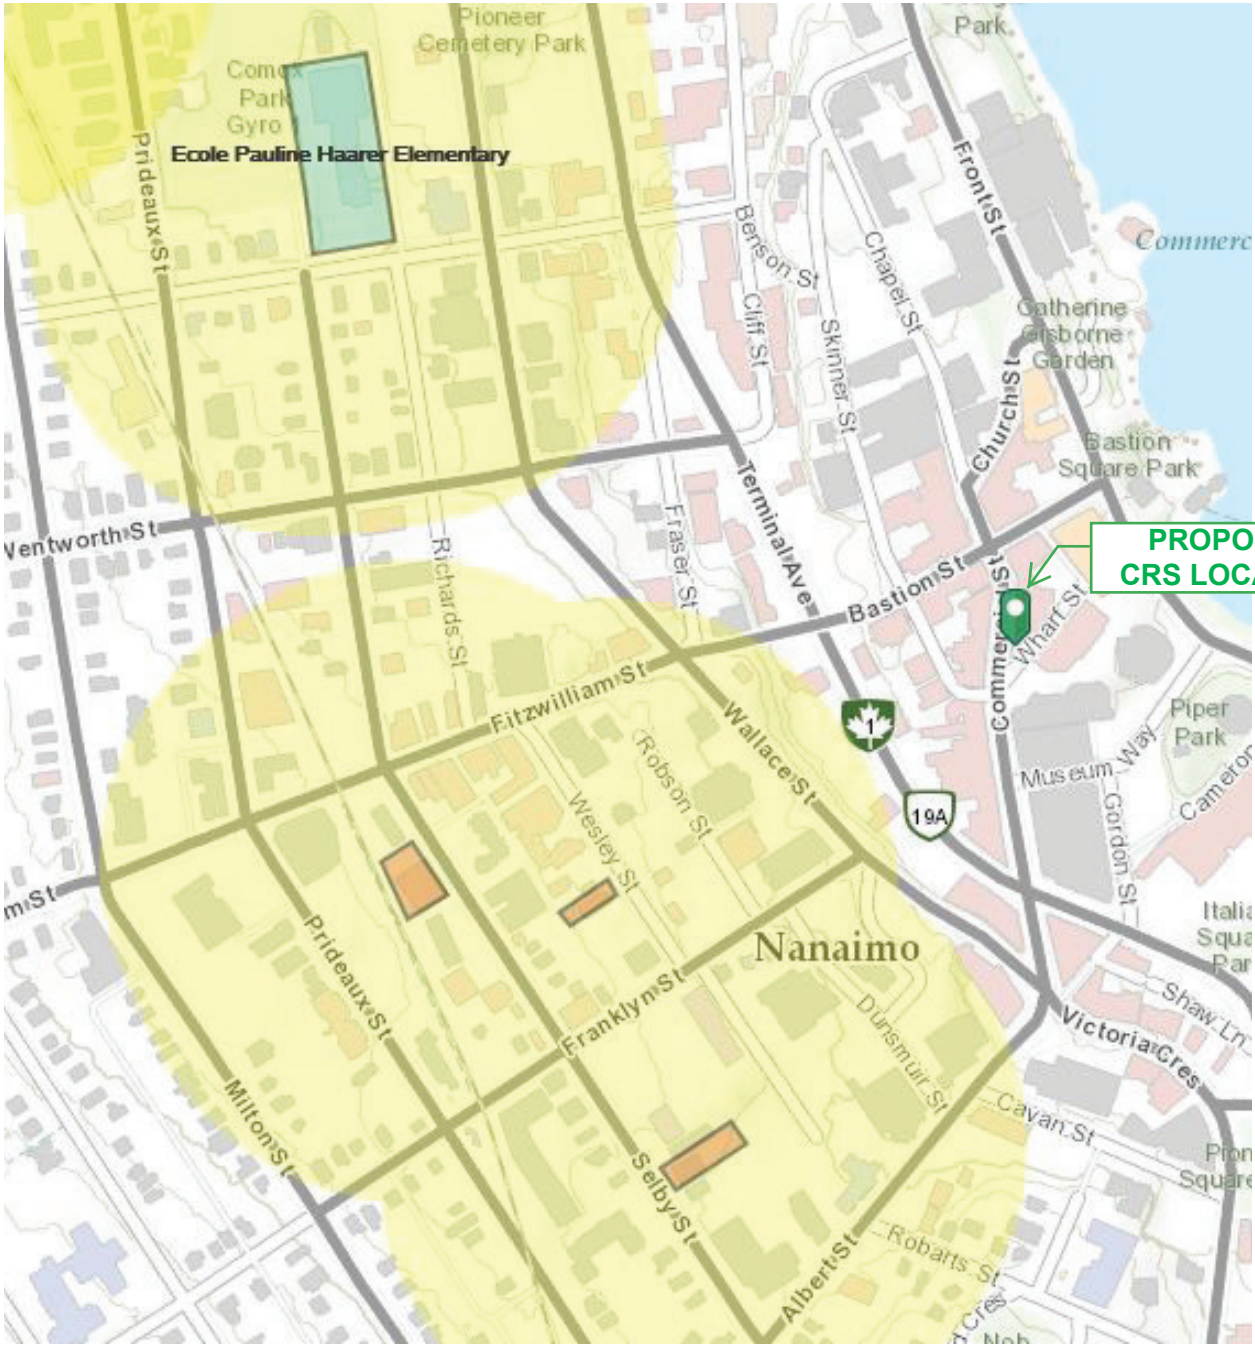 Pioneer
Cemetery Park
Park
Comox
Park
Gyro
Ecole Pauline Haarer Elementary
Prideaux St
Front St
Benson St
Commerc
Chapel St
Cliff St
Skinner St
Catherine
Gisborne
Garden
Church St
Bastion
Square Park
Terminal Ave
Wentworth St
Fraser St
Richards St
PROPO
CRS LOCA
Bastion St
Commercial St
Wharf St
Fitzwilliam St
Wallace St
1
Piper
Park
Museum Way
Cameron
Robson St
Wesley St
19A
Gordon St
m St
Italia
Squa
Par
Nanaimo
Prideaux St
Franklyn St
Dunsmuir St
Shaw Ln
Victoria Cres
Milton St
Cavan St
Pion
Square
Selby St
Albert St
Robarts St
d Cres
Nob